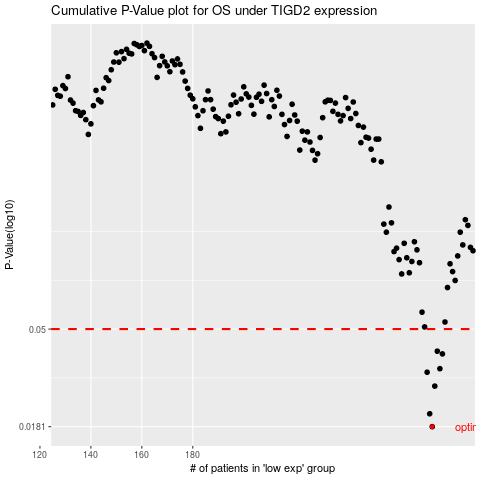 Cumulative P-Value plot for OS under TIGD2 expression
P-Value(log10)
0.05
0.0181
optir
120 140 160 180
# of patients in 'low exp' group